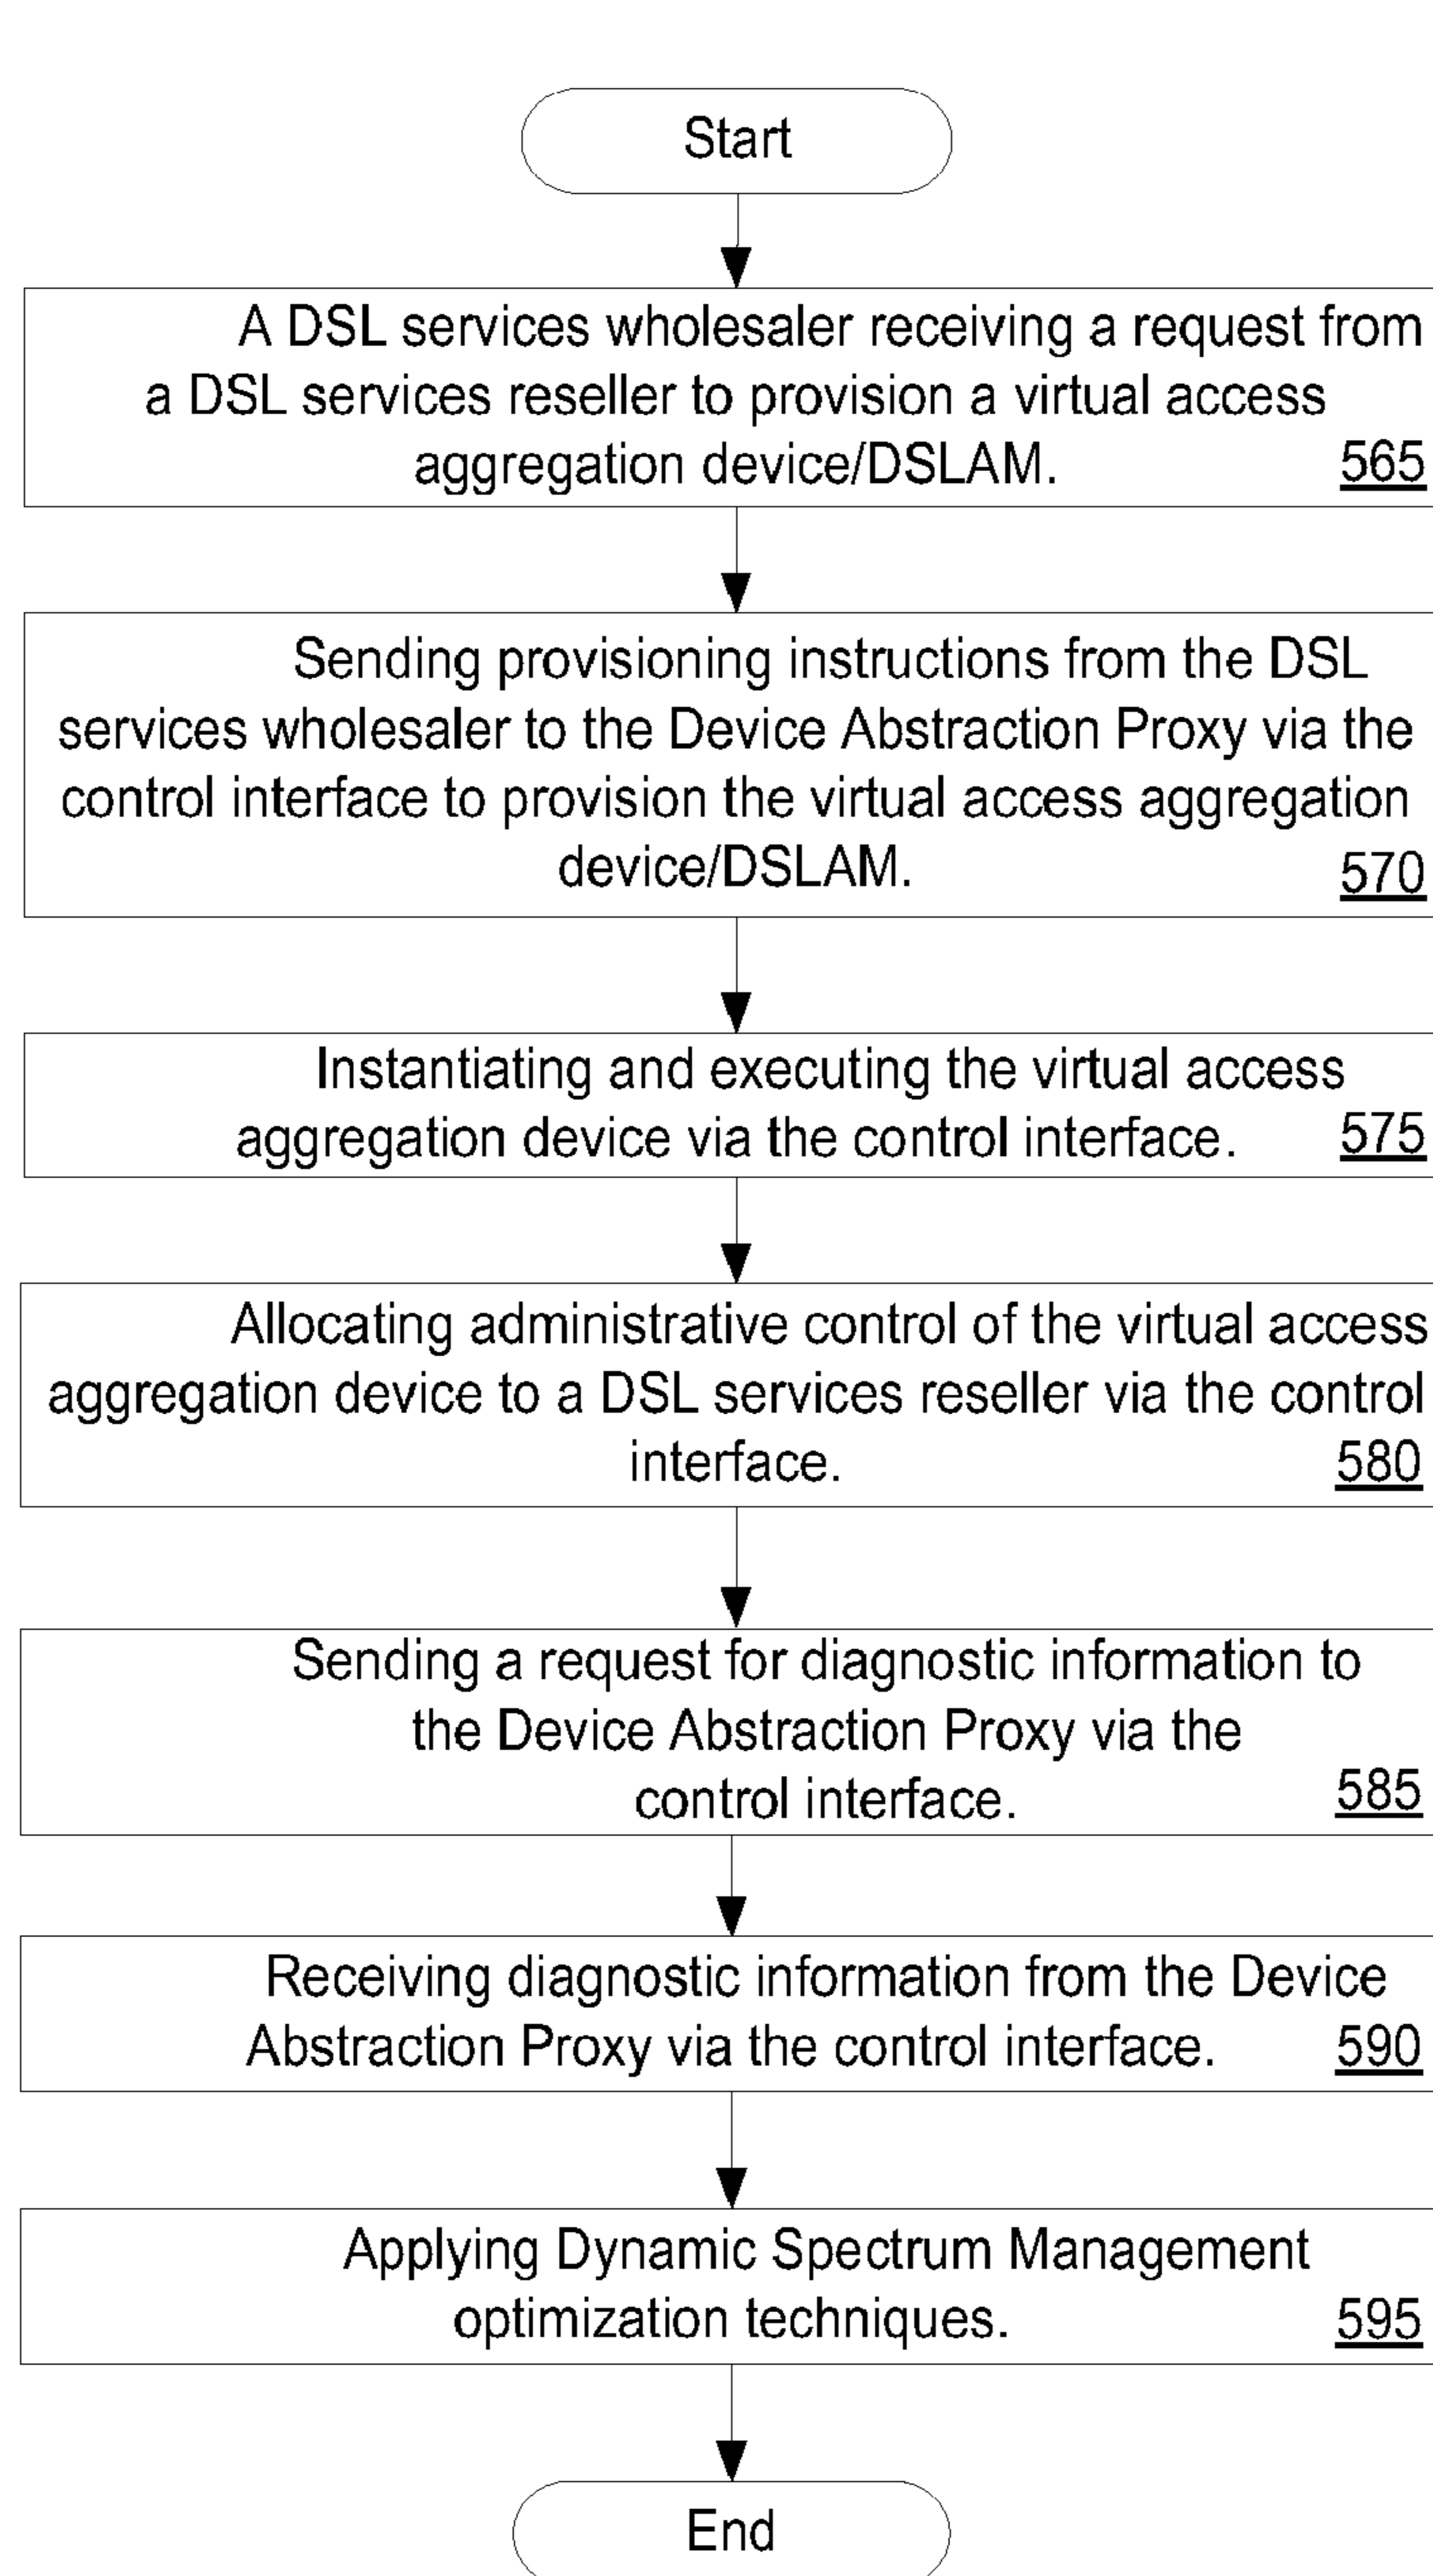 Start
A DSL services wholesaler receiving a request from
a DSL services reseller to provision a virtual access
aggregation device/DSLAM.
565
Sending provisioning instructions from the DSL
services wholesaler to the Device Abstraction Proxy via the
control interface to provision the virtual access aggregation
device/DSLAM.
570
Instantiating and executing the virtual access
aggregation device via the control interface.
575
Allocating administrative control of the virtual access
aggregation device to a DSL services reseller via the control
interface.
580
Sending a request for diagnostic information to
the Device Abstraction Proxy via the
control interface.
585
Receiving diagnostic information from the Device
Abstraction Proxy via the control interface.
590
Applying Dynamic Spectrum Management
optimization techniques.
595
End